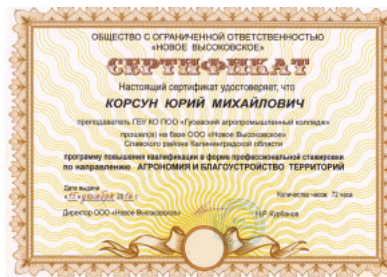 ОБЩЕСТВО С ОГРАНИЧЕННОЙ ОТВЕТСТВЕННОСТЬЮ
«НОВОЕ ВЫСОКОВСКОЕ»
СЕРТИФИКАТ
Настоящий сертификат удостоверяет, что
КОРСУН ЮРИЙ МИХАЙЛОВИЧ
преподаватель ГБУ КО ПОО «Гусевский агропромышленный колледж»
прошел(а) на базе ООО «Новое Высоковское»
Славского района Калининградской области
программу повышения квалификации в форме профессиональной стажировки
по направлению АГРОНОМИЯ И БЛАГОУСТРОЙСТВО ТЕРРИТОРИЙ
Дата выдачи
Количество часов 72 часа
« » декабря 20 г.
Директор ООО «Новое Высоковское» Н.Р. Курбанов